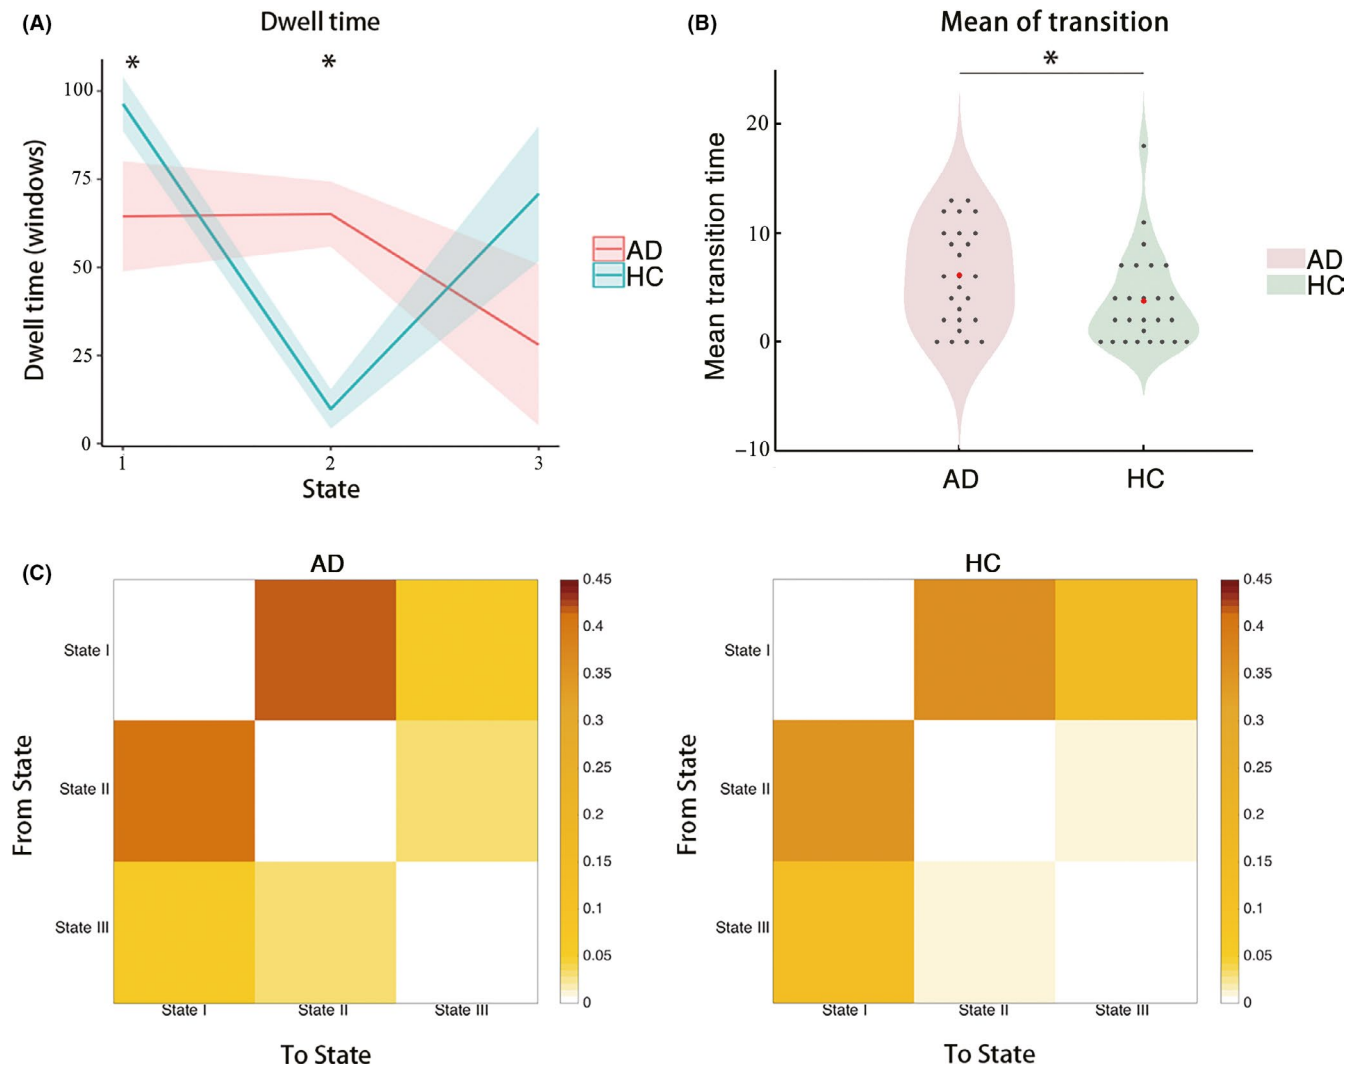 (A)
Dwell time
*
*
Dwell time (windows)
100
75
50
25
0
1
2
3
State
AD
HC
(B)
Mean of transition
*
Mean transition time
20
10
0
−10
AD
HC
AD
HC
(C)
AD
From State
State I
State II
State III
State I
State II
State III
To State
0.45
0.4
0.35
0.3
0.25
0.2
0.15
0.1
0.05
0
HC
From State
State I
State II
State III
State I
State II
State III
To State
0.45
0.4
0.35
0.3
0.25
0.2
0.15
0.1
0.05
0